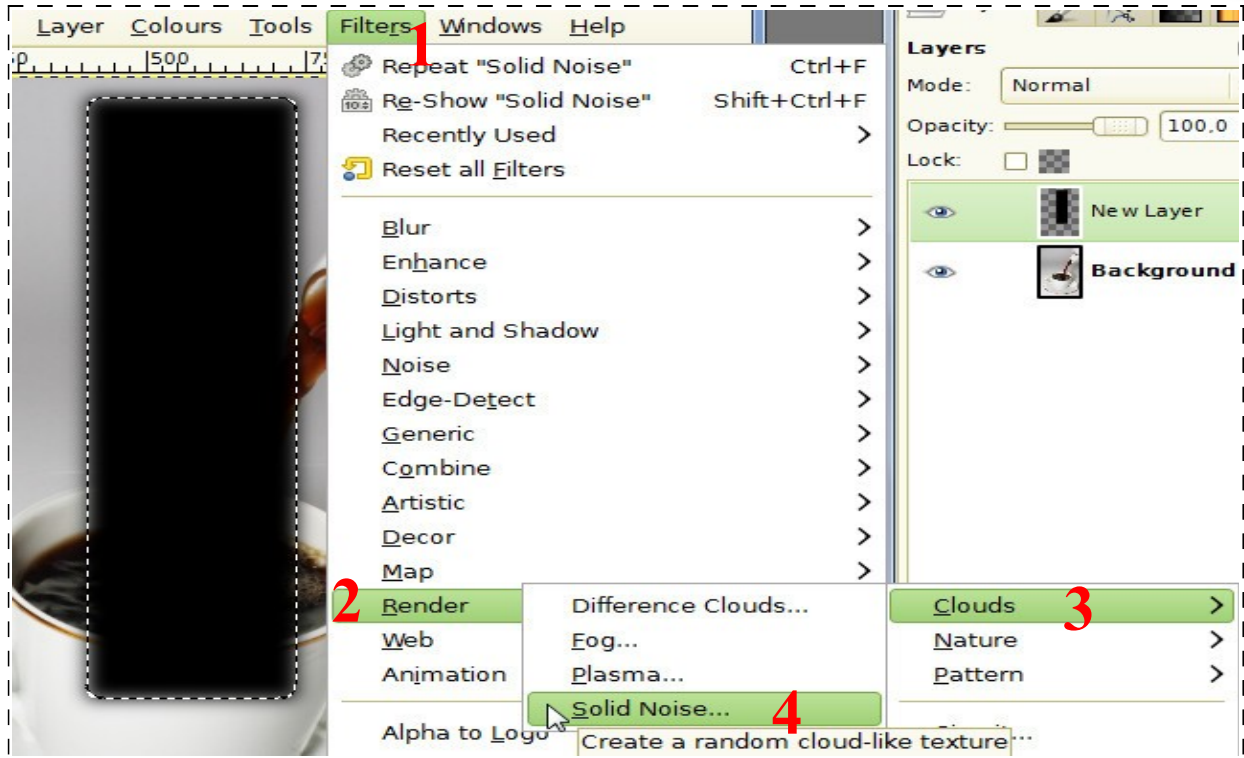 Layer Colours Tools Filters Windows Help
1
500
Repeat "Solid Noise" Ctrl+F
Re-Show "Solid Noise" Shift+Ctrl+F
Recently Used >
Reset all Filters
Blur >
Enhance >
Distorts >
Light and Shadow >
Noise >
Edge-Detect >
Generic >
Combine >
Artistic >
Decor >
Map >
2 Render
Web
Animation
Alpha to Logo
Difference Clouds...
Fog...
Plasma...
Solid Noise... 4
Create a random cloud-like texture
Clouds 3 >
Nature >
Pattern >
Layers
Mode: Normal
Opacity: 100,0
Lock:
New Layer
Background